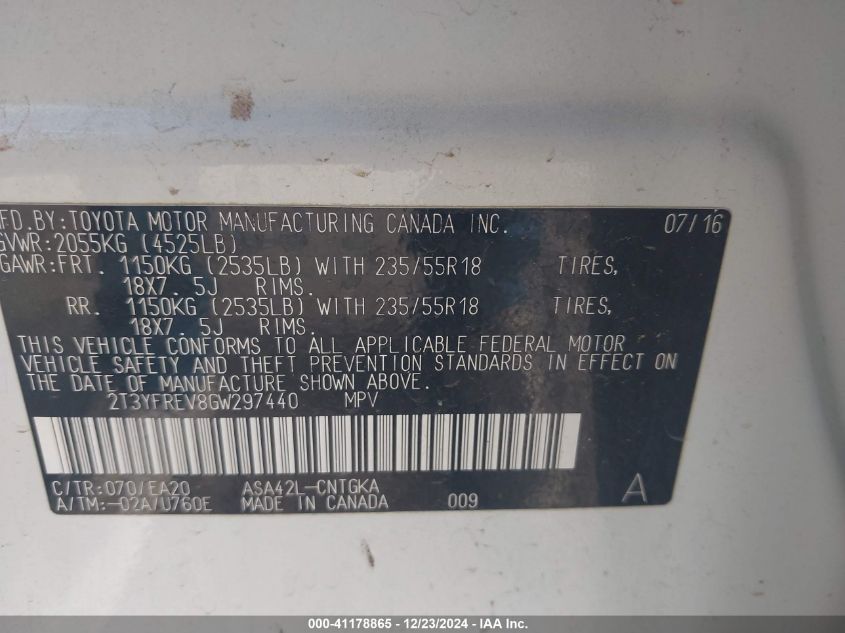 MFD. BY: TOYOTA MOTOR MANUFACTURING CANADA INC. 07/16
GVWR: 2055KG (4525LB)
GAWR: FRT. 1150KG (2535LB) WITH 235/55R18 TIRES,
18X7. 5J RIMS.
RR. 1150KG (2535LB) WITH 235/55R18 TIRES,
18X7. 5J RIMS.
THIS VEHICLE CONFORMS TO ALL APPLICABLE FEDERAL MOTOR
VEHICLE SAFETY AND THEFT PREVENTION STANDARDS IN EFFECT ON
THE DATE OF MANUFACTURE SHOWN ABOVE.
2T3YFREV8GW297440 MPV
C/TR: 070/EA20 ASA42L-CNTGKA
A/TM: -02A/U760E MADE IN CANADA 009 A
000-41178865 / 12/23/2024 - IAA Inc.